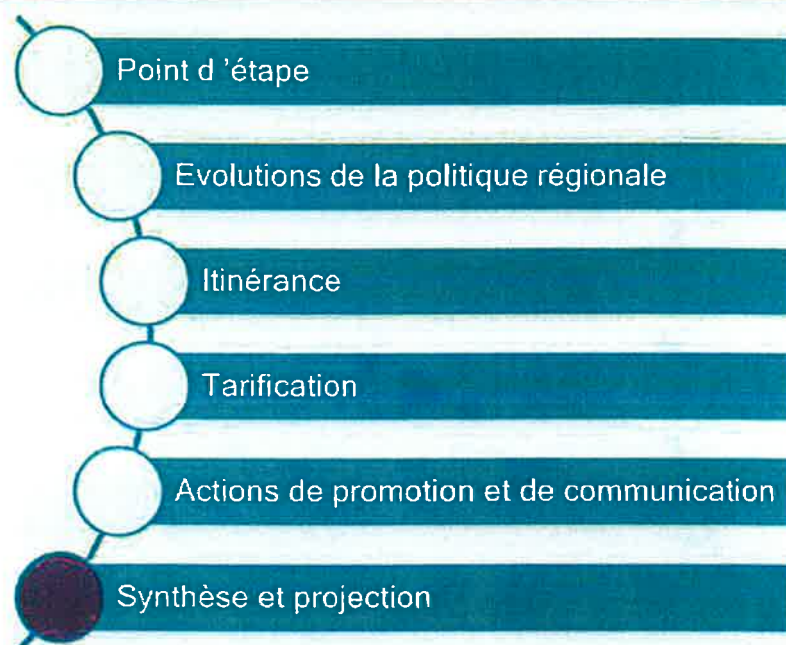 Point d 'étape
Evolutions de la politique régionale
Itinérance
Tarification
Actions de promotion et de communication
Synthèse et projection